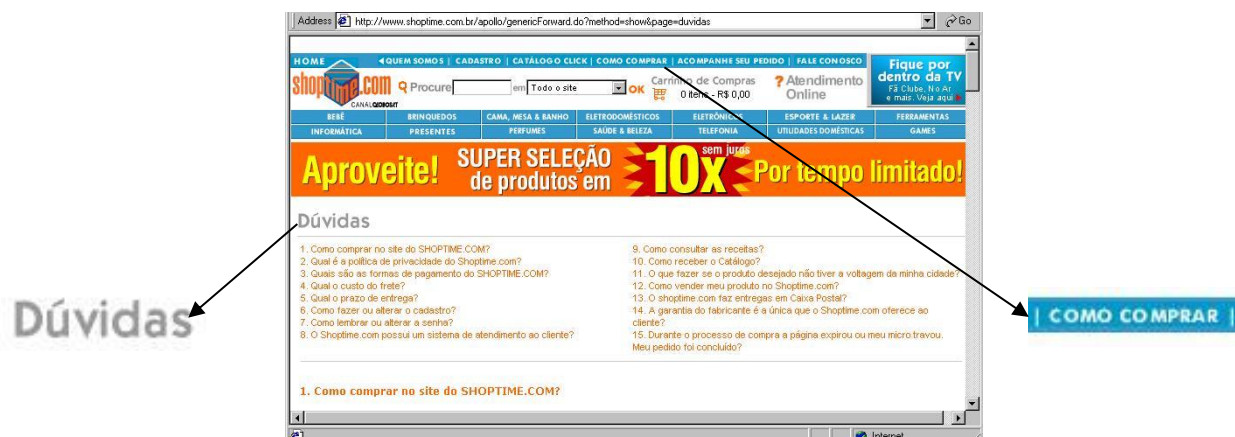 Address http://www.shoptime.com.br/apollo/genericForward.do?method=show&page=duvidas Go
HOME QUEM SOMOS | CADASTRO | CATÁLOGO CLICK | COMO COMPRAR | ACOMPANHE SEU PEDIDO | FALE CONOSCO
Fique por
dentro da TV
Fã Clube, No Ar
e mais. Veja aqui
shoptime.com
Procure em Todo o site OK
Carrinho de Compras
0 itens - R$ 0,00
? Atendimento
Online
BEBÊ BRINQUEDOS CAMA, MESA & BANHO ELETRODOMÉSTICOS ELETRÔNICOS ESPORTE & LAZER FERRAMENTAS
INFORMÁTICA PRESENTES PERFUMES SAÚDE & BELEZA TELEFONIA UTILIDADES DOMÉSTICAS GAMES
Aproveite! SUPER SELEÇÃO
de produtos em 10x sem juros Por tempo limitado!
Dúvidas
1. Como comprar no site do SHOPTIME.COM?
2. Qual é a política de privacidade do Shoptime.com?
3. Quais são as formas de pagamento do SHOPTIME.COM?
4. Qual o custo do frete?
5. Qual o prazo de entrega?
6. Como fazer ou alterar o cadastro?
7. Como lembrar ou alterar a senha?
8. O Shoptime.com possui um sistema de atendimento ao cliente?
9. Como consultar as receitas?
10. Como receber o Catálogo?
11. O que fazer se o produto desejado não tiver a voltagem da minha cidade?
12. Como vender meu produto no Shoptime.com?
13. O shoptime.com faz entregas em Caixa Postal?
14. A garantia do fabricante é a única que o Shoptime.com oferece ao
cliente?
15. Durante o processo de compra a página expirou ou meu micro travou.
Meu pedido foi concluído?
Dúvidas
| COMO COMPRAR |
1. Como comprar no site do SHOPTIME.COM?
Internet